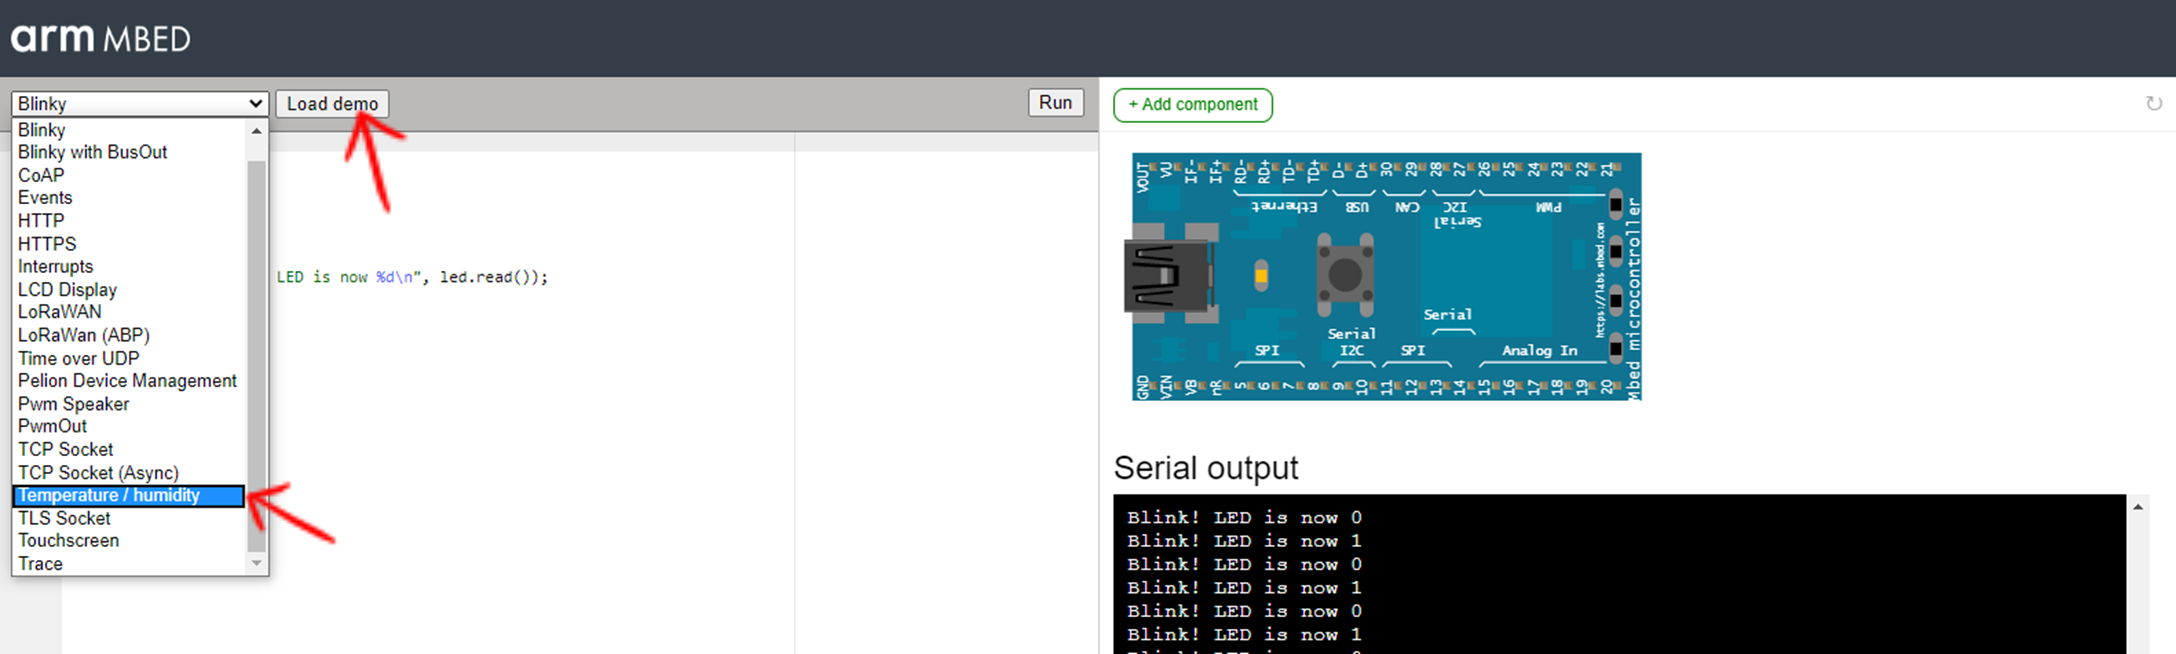 arm MBED
Blinky
Load demo
Run
+ Add component
Blinky
Blinky with BusOut
CoAP
Events
HTTP
HTTPS
Interrupts
LCD Display
LoRaWAN
LoRaWan (ABP)
Time over UDP
Pelion Device Management
Pwm Speaker
PwmOut
TCP Socket
TCP Socket (Async)
Temperature / humidity
TLS Socket
Touchscreen
Trace
LED is now %d\n", led.read());
VOUT VU IF- IF+ RD- RD+ TD- TD+ D- D+ 30 29 28 27 26 25 24 23 22 21
Ethernet USB CAN I2C PWM
Serial
https://labs.mbed.com
Mbed microcontroller
Serial
Serial
SPI I2C SPI Analog In
GND VIN VB nR 5 6 7 8 9 10 11 12 13 14 15 16 17 18 19 20
Serial output
Blink! LED is now 0
Blink! LED is now 1
Blink! LED is now 0
Blink! LED is now 1
Blink! LED is now 0
Blink! LED is now 1